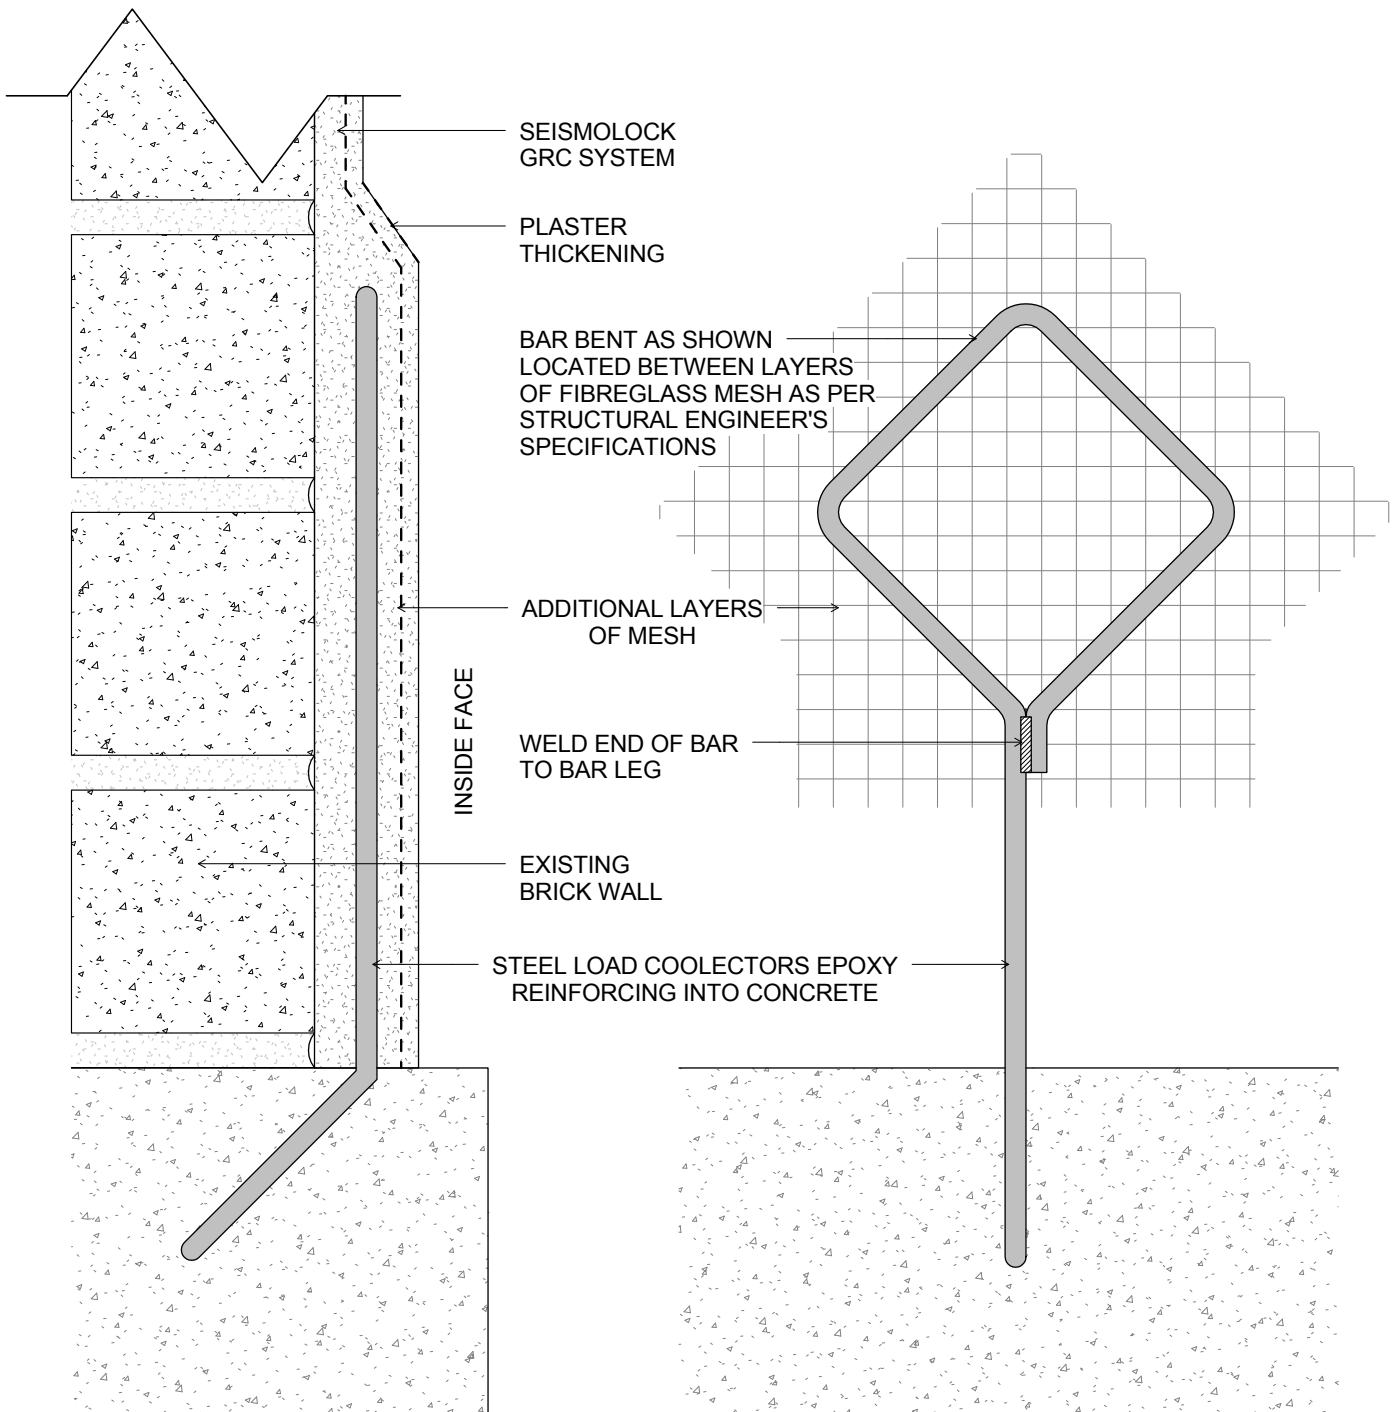 SEISMOLOCK
GRC SYSTEM
PLASTER
THICKENING
BAR BENT AS SHOWN
LOCATED BETWEEN LAYERS
OF FIBREGLASS MESH AS PER
STRUCTURAL ENGINEER'S
SPECIFICATIONS
ADDITIONAL LAYERS
OF MESH
INSIDE FACE
WELD END OF BAR
TO BAR LEG
EXISTING
BRICK WALL
STEEL LOAD COOLECTORS EPOXY
REINFORCING INTO CONCRETE